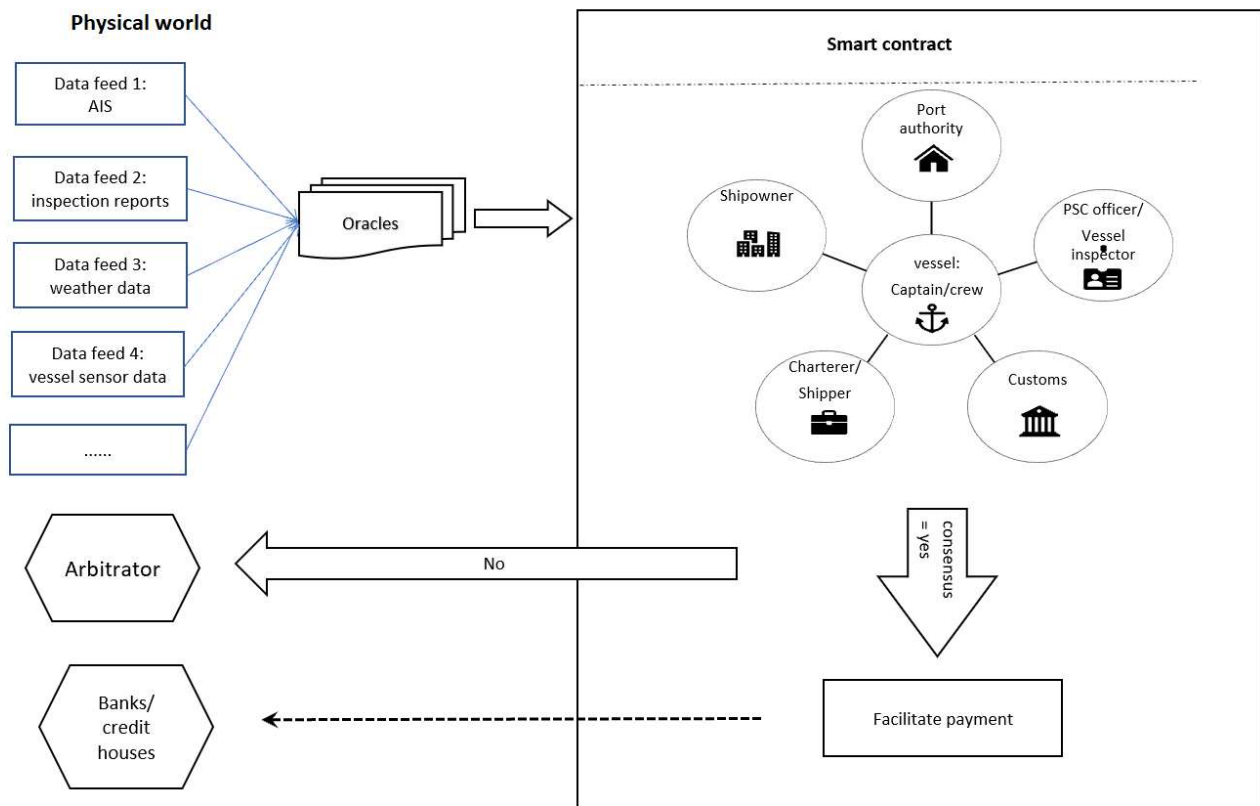 Physical world
Data feed 1:
AIS
Data feed 2:
inspection reports
Data feed 3:
weather data
Data feed 4:
vessel sensor data
......
Oracles
Smart contract
Port
authority
Shipowner
PSC officer/
Vessel
inspector
vessel:
Captain/crew
Charterer/
Shipper
Customs
consensus
= yes
No
Arbitrator
Facilitate payment
Banks/
credit
houses